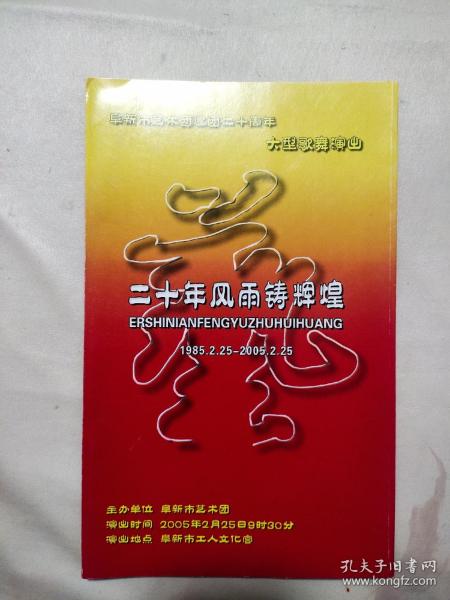 阜新市艺术团建团二十周年
大型歌舞演出
藝
二十年风雨铸辉煌
ERSHINIANFENGYUZHUHUIHUANG
1985.2.25-2005.2.25
主办单位 阜新市艺术团
演出时间 2005年2月25日9时30分
演出地点 阜新市工人文化宫
孔夫子旧书网
www.kongfz.com